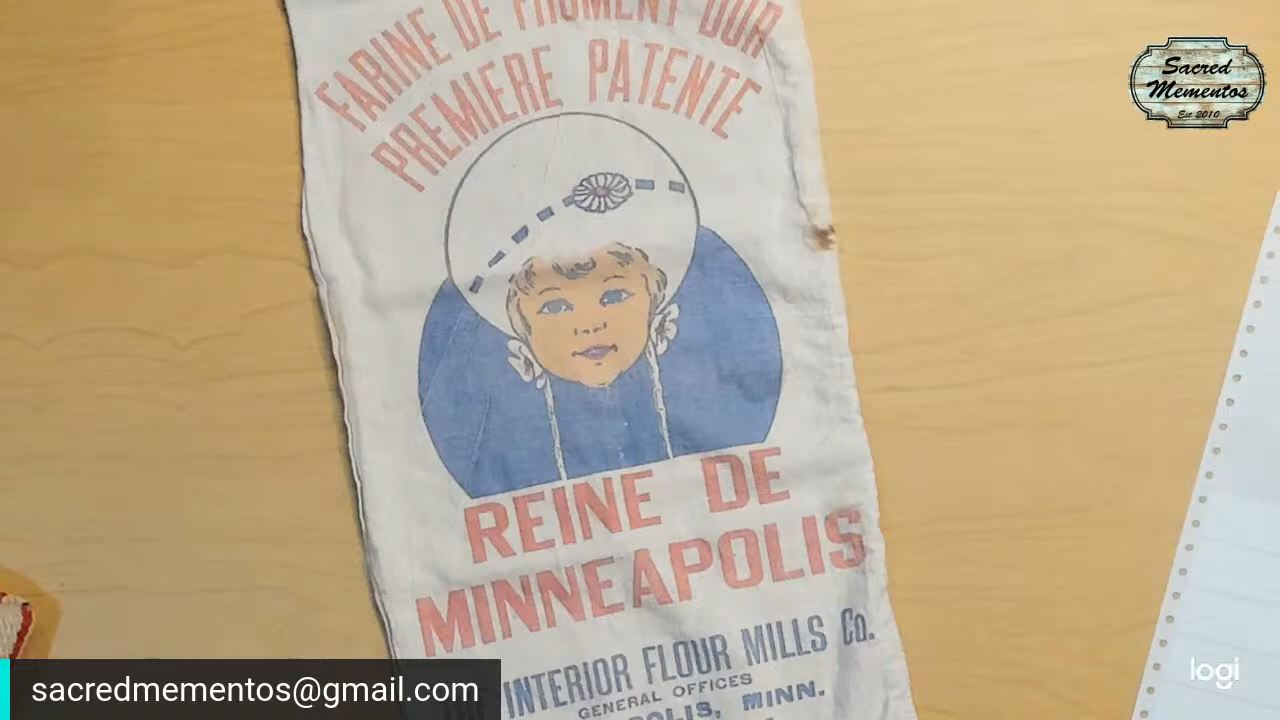 FARINE DE FROMENT DUR
PREMIERE PATENTE
REINE DE
MINNEAPOLIS
INTERIOR FLOUR MILLS Co.
GENERAL OFFICES
MINN.
Sacred
Mementos
Est 2010
sacredmementos@gmail.com
logi